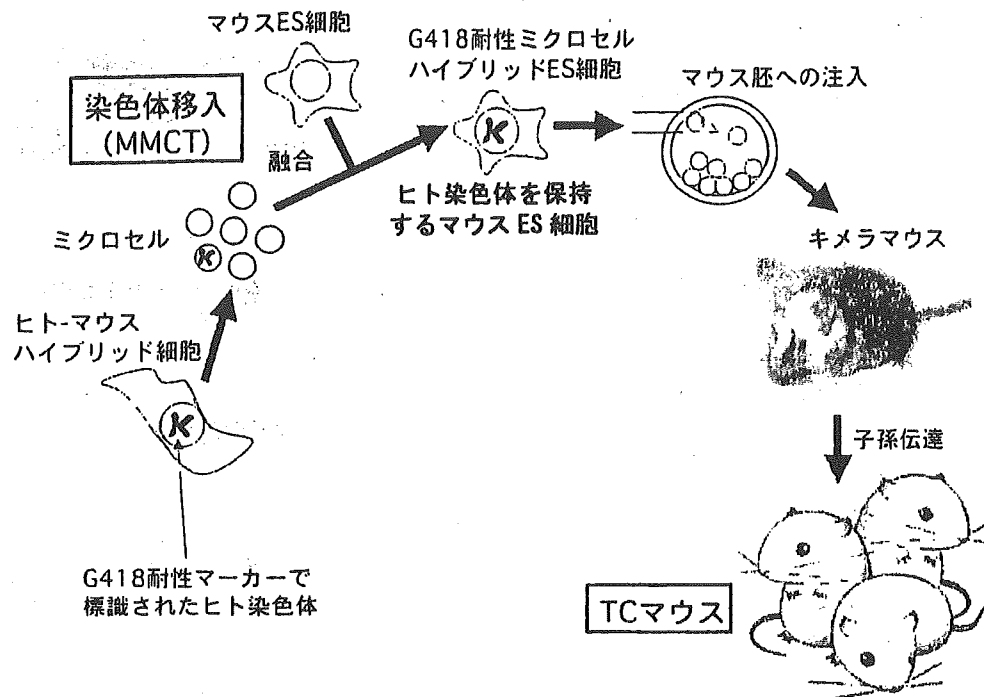 マウスES細胞
G418耐性ミクロセル
ハイブリッドES細胞
マウス胚への注入
染色体移入
(MMCT)
融合
ヒト染色体を保持
するマウス ES 細胞
ミクロセル
キメラマウス
ヒト-マウス
ハイブリッド細胞
子孫伝達
G418耐性マーカーで
標識されたヒト染色体
TCマウス